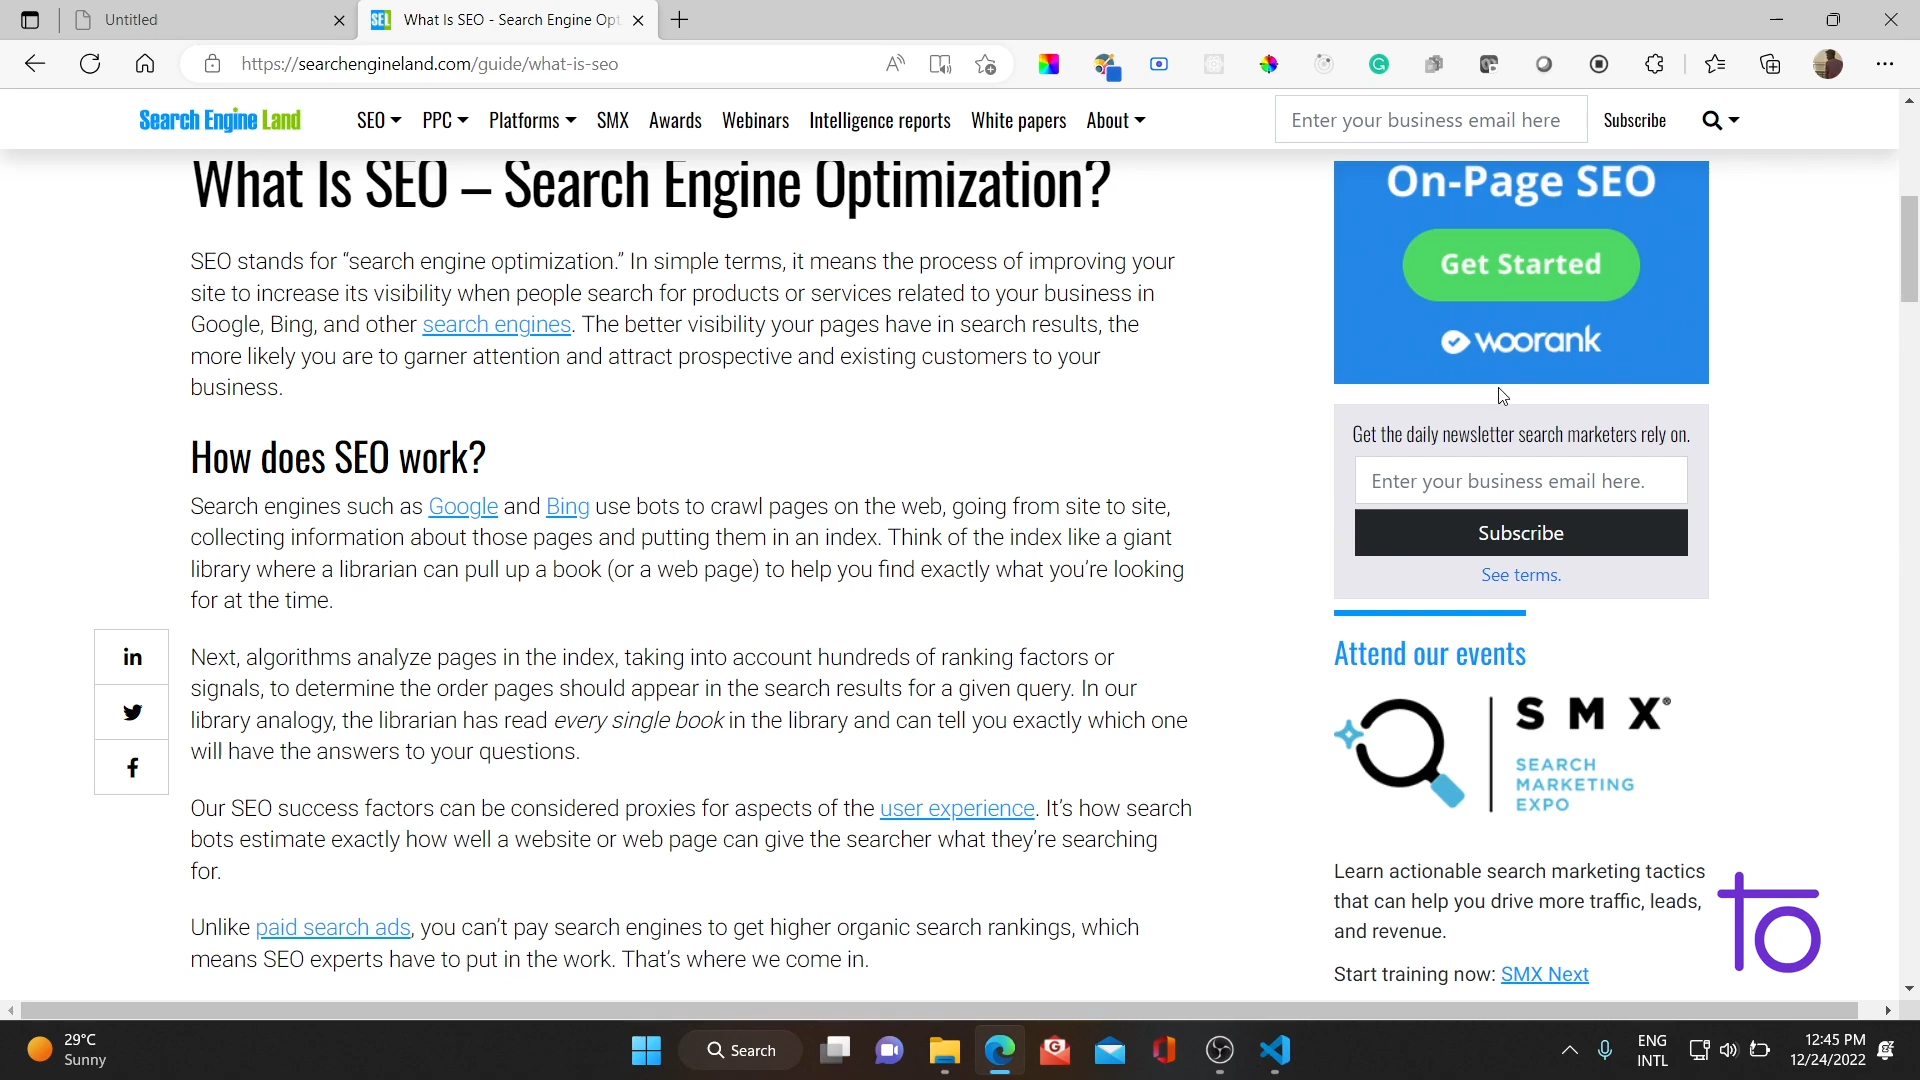 Untitled
SEL What Is SEO - Search Engine Opt
https://searchengineland.com/guide/what-is-seo
Search Engine Land SEO PPC Platforms SMX Awards Webinars Intelligence reports White papers About Enter your business email here Subscribe
What Is SEO – Search Engine Optimization?
SEO stands for “search engine optimization.” In simple terms, it means the process of improving your
site to increase its visibility when people search for products or services related to your business in
Google, Bing, and other search engines. The better visibility your pages have in search results, the
more likely you are to garner attention and attract prospective and existing customers to your
business.
How does SEO work?
Search engines such as Google and Bing use bots to crawl pages on the web, going from site to site,
collecting information about those pages and putting them in an index. Think of the index like a giant
library where a librarian can pull up a book (or a web page) to help you find exactly what you’re looking
for at the time.
in
f
Next, algorithms analyze pages in the index, taking into account hundreds of ranking factors or
signals, to determine the order pages should appear in the search results for a given query. In our
library analogy, the librarian has read every single book in the library and can tell you exactly which one
will have the answers to your questions.
Our SEO success factors can be considered proxies for aspects of the user experience. It’s how search
bots estimate exactly how well a website or web page can give the searcher what they’re searching
for.
Unlike paid search ads, you can’t pay search engines to get higher organic search rankings, which
means SEO experts have to put in the work. That’s where we come in.
On-Page SEO
Get Started
woorank
Get the daily newsletter search marketers rely on.
Enter your business email here.
Subscribe
See terms.
Attend our events
SMX®
SEARCH
MARKETING
EXPO
Learn actionable search marketing tactics
that can help you drive more traffic, leads,
and revenue.
Start training now: SMX Next
to
29°C
Sunny
Search
ENG
INTL
12:45 PM
12/24/2022